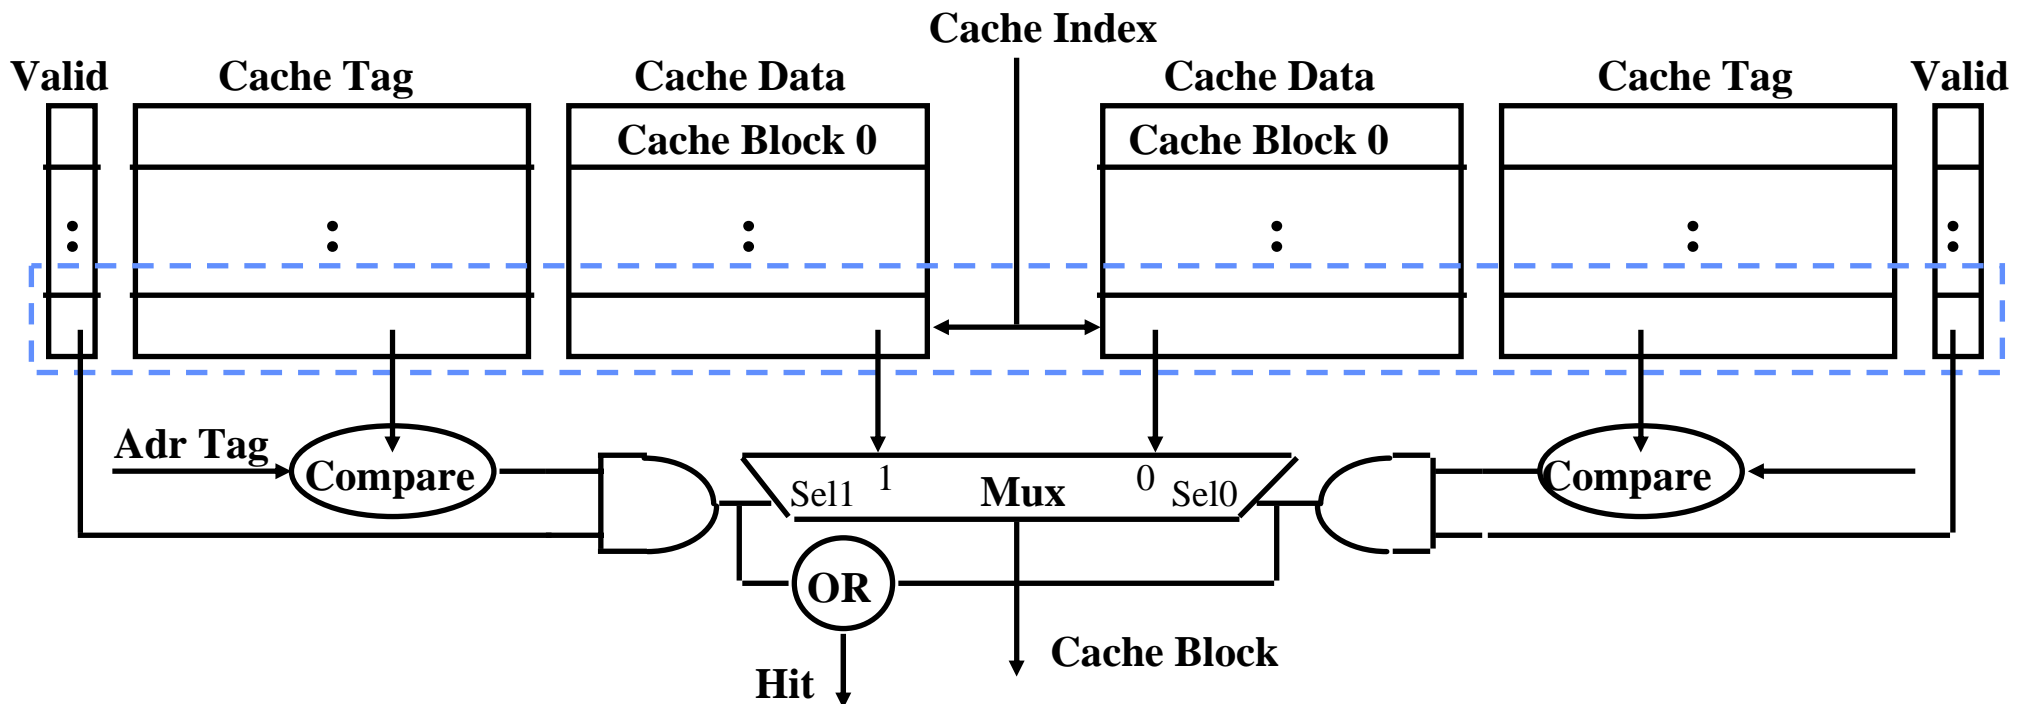 Cache Index
Valid
Cache Tag
Cache Data
Cache Data
Cache Tag
Valid
Cache Block 0
Cache Block 0
Adr Tag
Compare
Sel1
1
Mux
0
Sel0
Compare
OR
Cache Block
Hit